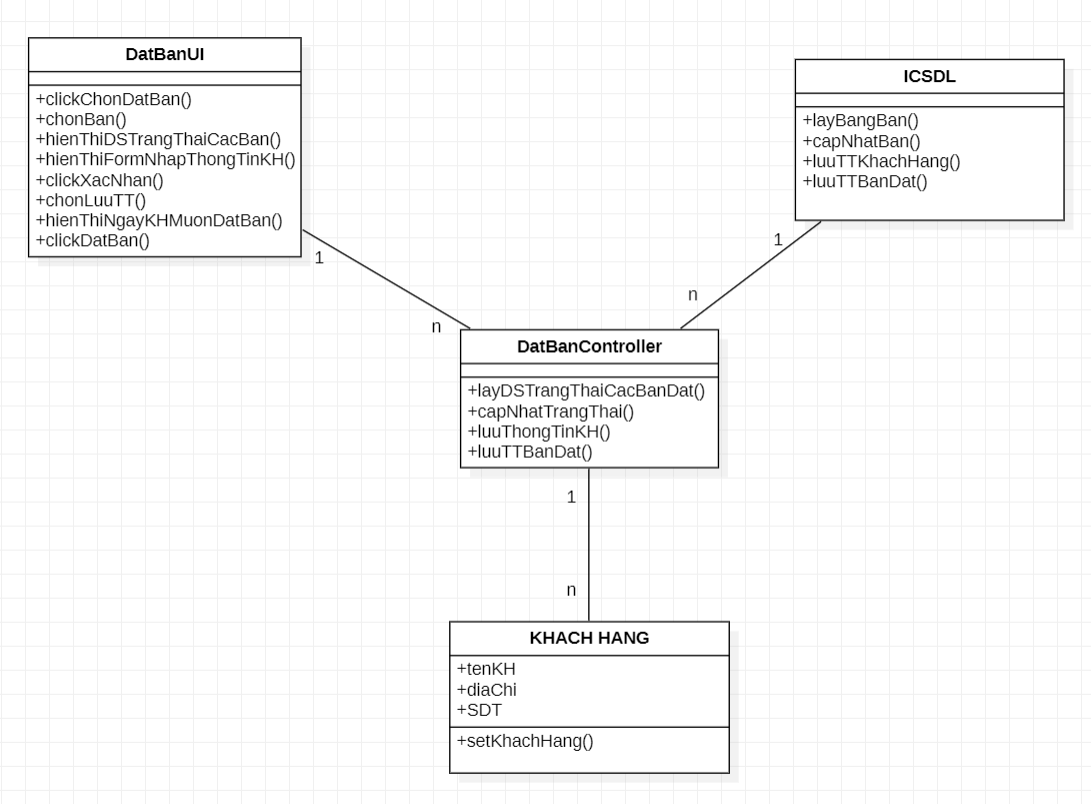 DatBanUI
+clickChonDatBan()
+chonBan()
+hienThiDSTrangThaiCacBan()
+hienThiFormNhapThongTinKH()
+clickXacNhan()
+chonLuuTT()
+hienThiNgayKHMuonDatBan()
+clickDatBan()
ICSDL
+layBangBan()
+capNhatBan()
+luuTTKhachHang()
+luuTTBanDat()
1
n
1
n
DatBanController
+layDSTrangThaiCacBanDat()
+capNhatTrangThai()
+luuThongTinKH()
+luuTTBanDat()
1
n
KHACH HANG
+tenKH
+diaChi
+SDT
+setKhachHang()